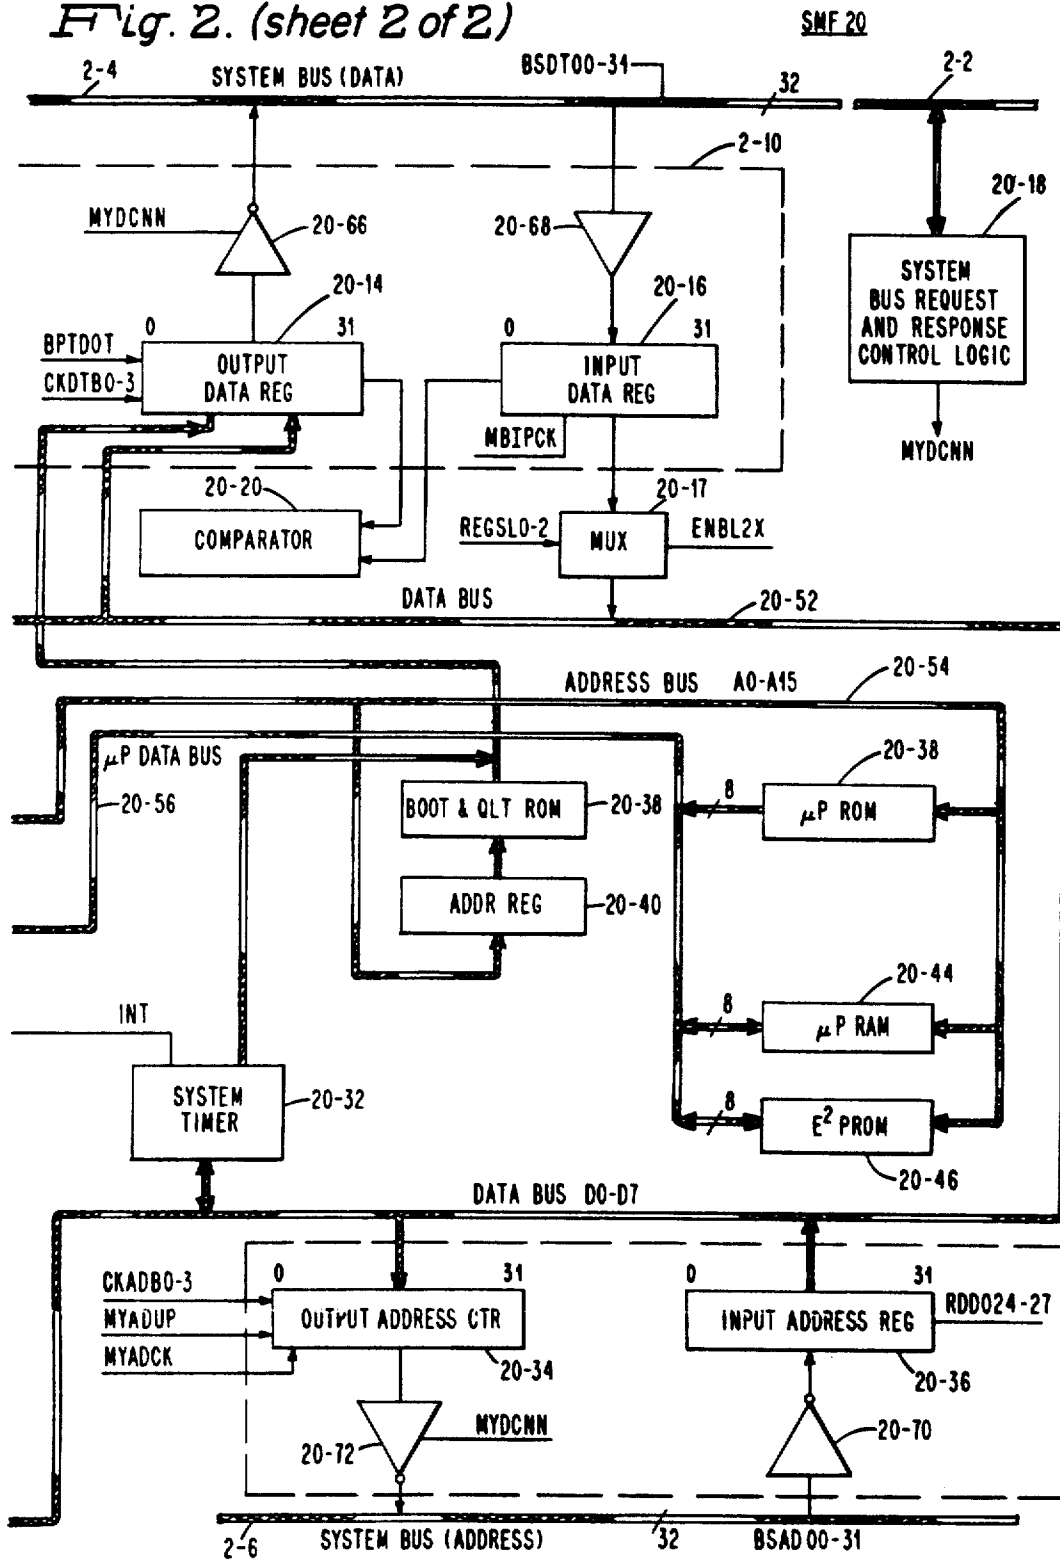 Fig. 2. (sheet 2 of 2)
SMF 20
2-4
SYSTEM BUS (DATA)
BSDT00-31
32
2-2
2-10
20-18
MYDCNN
20-66
20-68
SYSTEM
BUS REQUEST
AND RESPONSE
CONTROL LOGIC
20-14
20-16
0
31
0
31
BPTDOT
CKDTB0-3
OUTPUT
DATA REG
INPUT
DATA REG
MBIPCK
MYDCNN
20-20
20-17
COMPARATOR
REGSL0-2
MUX
ENBL2X
DATA BUS
20-52
ADDRESS BUS A0-A15
20-54
μP DATA BUS
20-56
BOOT & QLT ROM
20-38
8
μP ROM
20-38
ADDR REG
20-40
INT
20-44
8
μP RAM
SYSTEM
TIMER
20-32
8
E² PROM
20-46
DATA BUS D0-D7
0
31
0
31
CKADB0-3
MYADUP
MYADCK
OUTPUT ADDRESS CTR
INPUT ADDRESS REG
RDD024-27
20-34
20-36
MYDCNN
20-72
20-70
2-6
SYSTEM BUS (ADDRESS)
32
BSAD 00-31